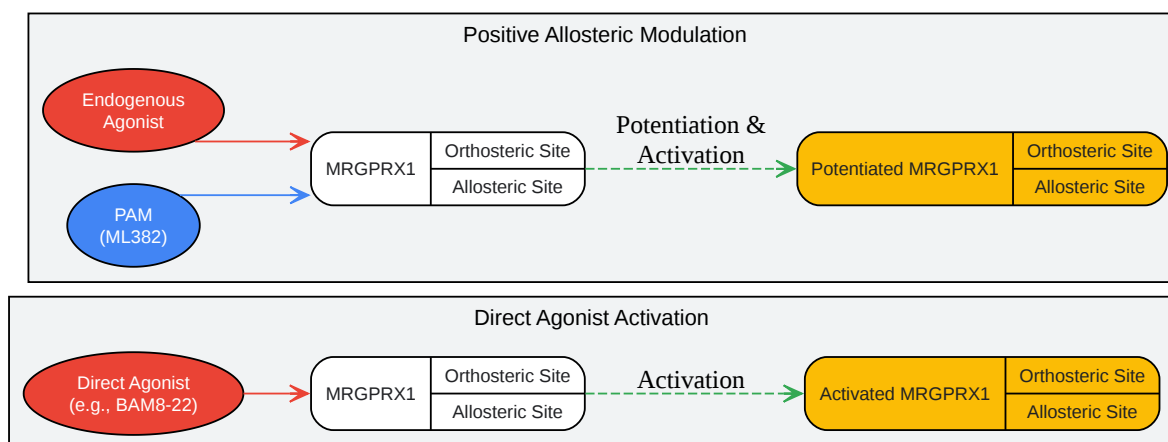 Positive Allosteric Modulation
Endogenous
Agonist
PAM
(ML382)
MRGPRX1
Orthosteric Site
Allosteric Site
Potentiation &
Activation
Potentiated MRGPRX1
Orthosteric Site
Allosteric Site
Direct Agonist Activation
Direct Agonist
(e.g., BAM8-22)
MRGPRX1
Orthosteric Site
Allosteric Site
Activation
Activated MRGPRX1
Orthosteric Site
Allosteric Site